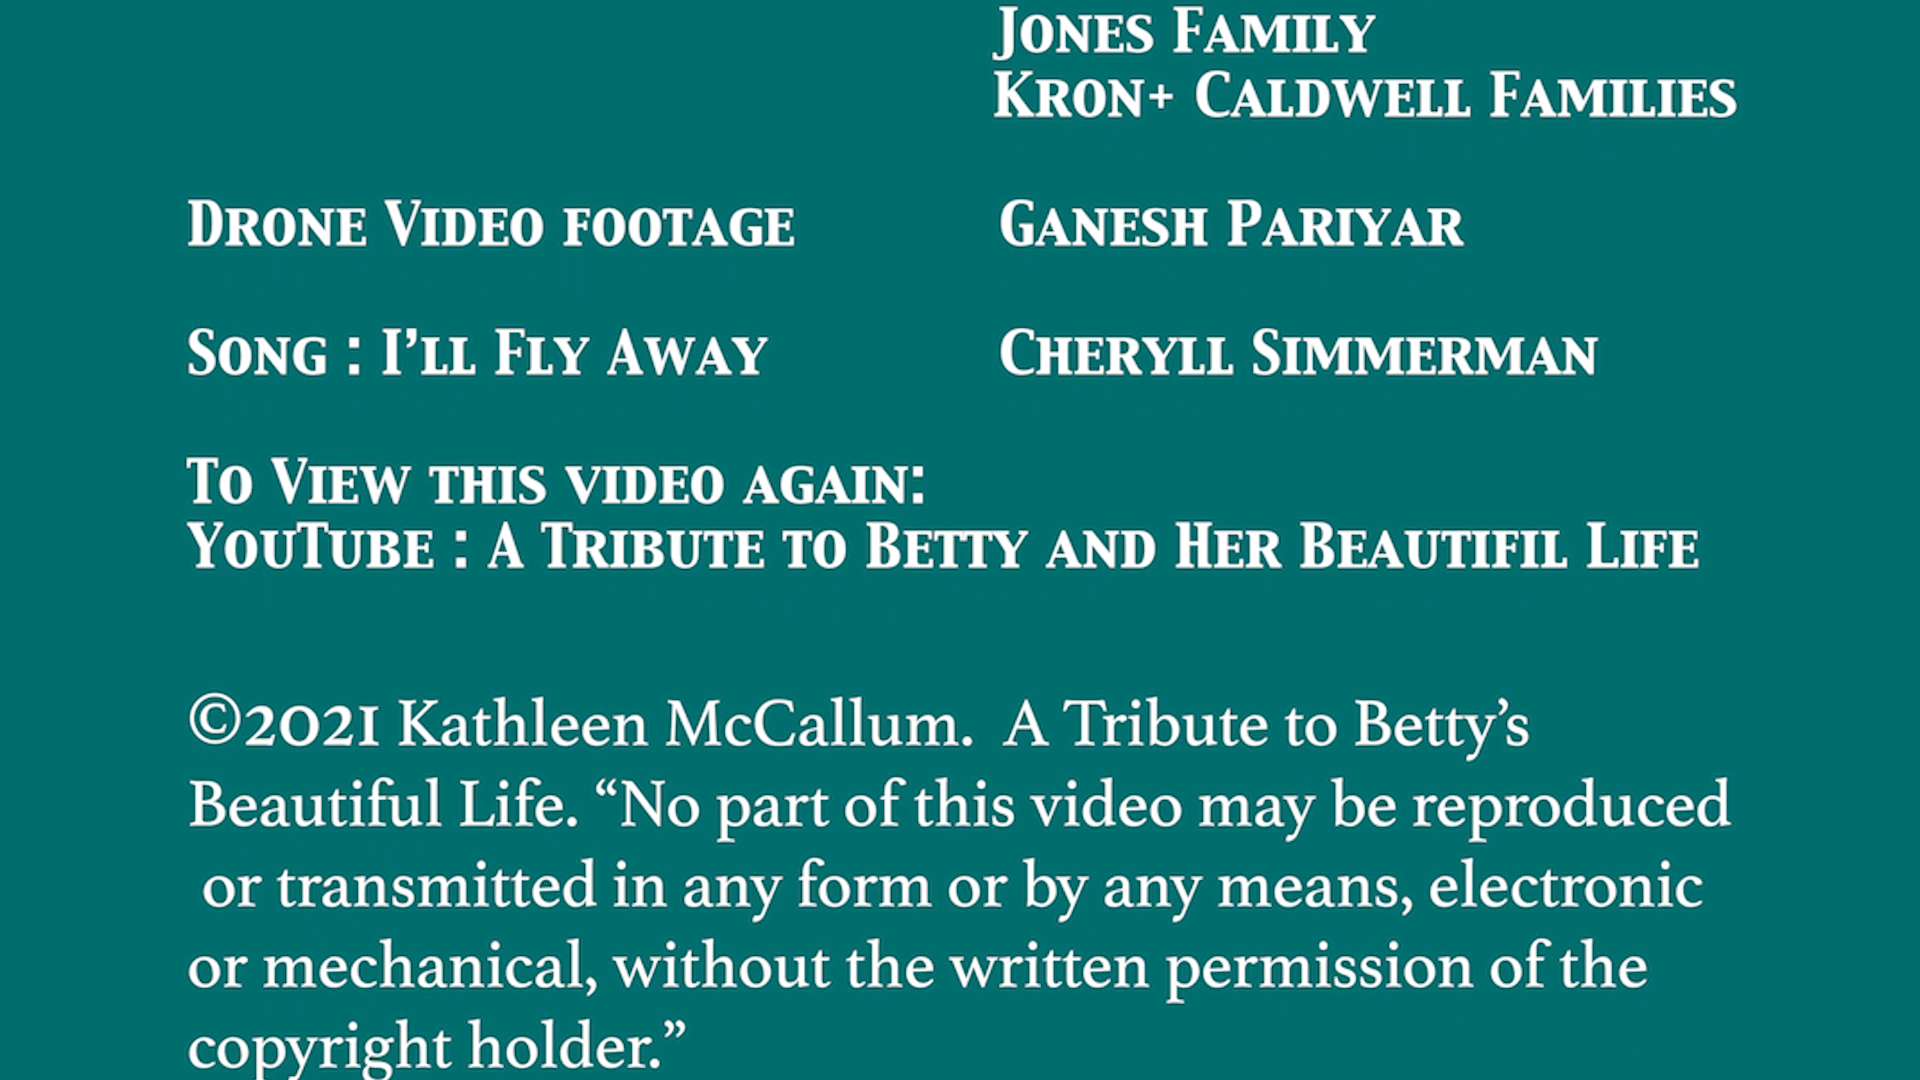 Jones Family
Kron+ Caldwell Families
Drone Video footage Ganesh Pariyar
Song : I’ll Fly Away Cheryll Simmerman
To View this video again:
YouTube : A Tribute to Betty and Her Beautifil Life
©2021 Kathleen McCallum. A Tribute to Betty’s
Beautiful Life. “No part of this video may be reproduced
or transmitted in any form or by any means, electronic
or mechanical, without the written permission of the
copyright holder.”